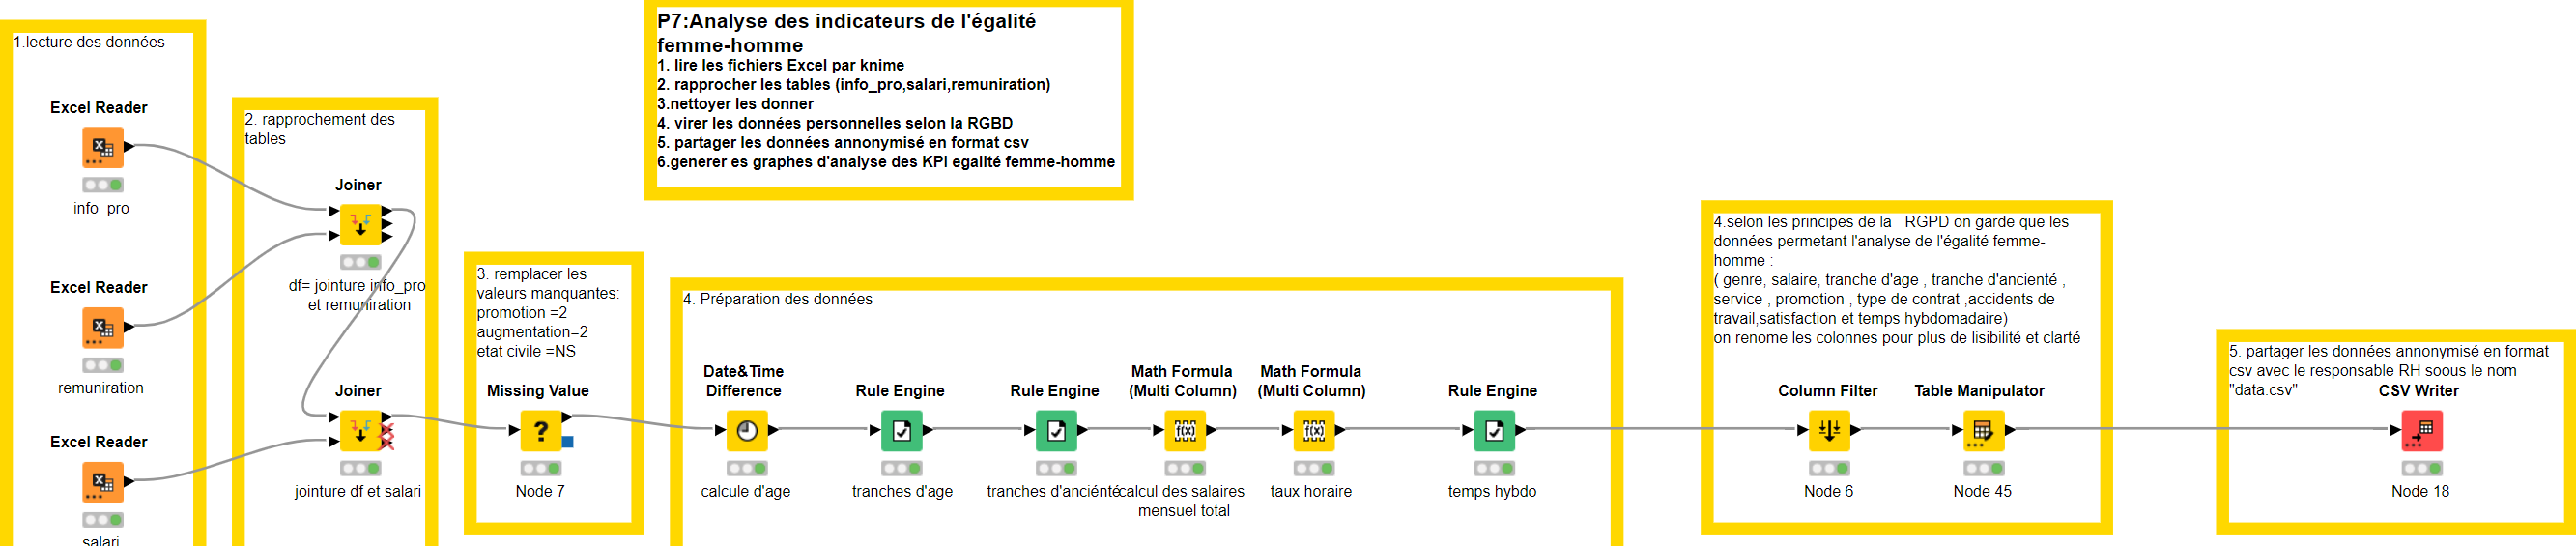 P7:Analyse des indicateurs de l'égalité
femme-homme
1. lire les fichiers Excel par knime
2. rapprocher les tables (info_pro,salari,remuniration)
3.nettoyer les donner
4. virer les données personnelles selon la RGBD
5. partager les données annonymisé en format csv
6.generer es graphes d'analyse des KPI egalité femme-homme
1.lecture des données
Excel Reader
info_pro
Excel Reader
remuniration
Excel Reader
salari
2. rapprochement des
tables
Joiner
df= jointure info_pro
et remuniration
Joiner
jointure df et salari
3. remplacer les
valeurs manquantes:
promotion =2
augmentation=2
etat civile =NS
Missing Value
Node 7
4. Préparation des données
Date&Time
Difference
calcule d'age
Rule Engine
tranches d'age
Rule Engine
tranches d'anciénté
Math Formula
(Multi Column)
calcul des salaires
mensuel total
Math Formula
(Multi Column)
taux horaire
Rule Engine
temps hybdo
4.selon les principes de la RGPD on garde que les
données permetant l'analyse de l'égalité femme-
homme :
( genre, salaire, tranche d'age , tranche d'ancienté ,
service , promotion , type de contrat ,accidents de
travail,satisfaction et temps hybdomadaire)
on renome les colonnes pour plus de lisibilité et clarté
Column Filter
Node 6
Table Manipulator
Node 45
5. partager les données annonymisé en format
csv avec le responsable RH soous le nom
"data.csv"
CSV Writer
Node 18